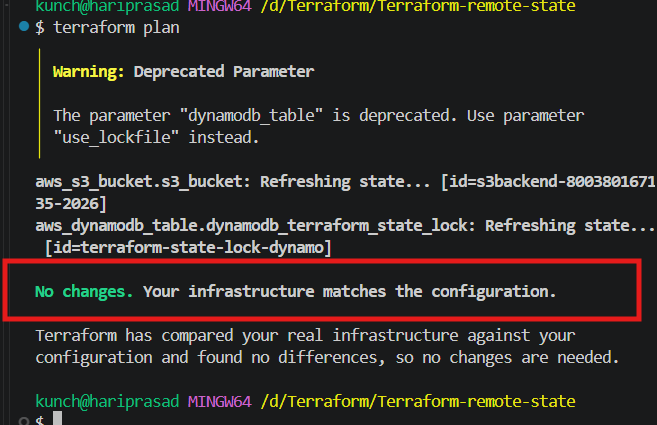 kunch@hariprasad MINGW64 /d/Terraform/Terraform-remote-state
$ terraform plan
Warning: Deprecated Parameter
The parameter "dynamodb_table" is deprecated. Use parameter
"use_lockfile" instead.
aws_s3_bucket.s3_bucket: Refreshing state... [id=s3backend-8003801671
35-2026]
aws_dynamodb_table.dynamodb_terraform_state_lock: Refreshing state...
[id=terraform-state-lock-dynamo]
No changes. Your infrastructure matches the configuration.
Terraform has compared your real infrastructure against your
configuration and found no differences, so no changes are needed.
kunch@hariprasad MINGW64 /d/Terraform/Terraform-remote-state
$